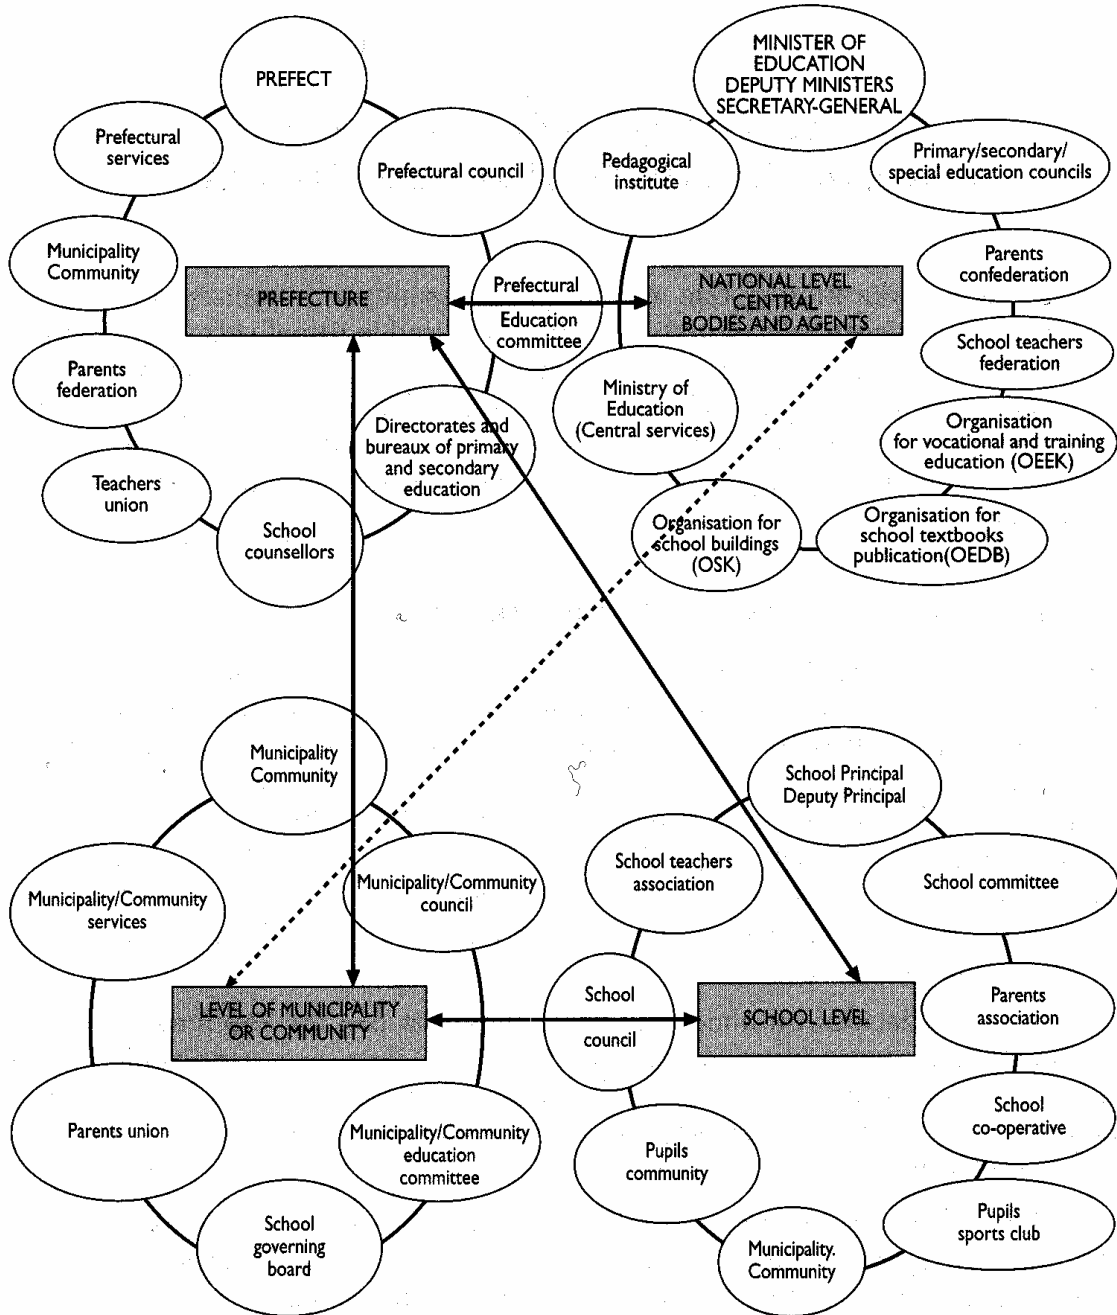 PREFECT
Prefectural
services
Prefectural council
Municipality
Community
PREFECTURE
Prefectural
Education
committee
Parents
federation
Directorates and
bureaux of primary
and secondary
education
Teachers
union
School
counsellors
MINISTER OF
EDUCATION
DEPUTY MINISTERS
SECRETARY-GENERAL
Pedagogical
institute
Primary/secondary/
special education councils
NATIONAL LEVEL
CENTRAL
BODIES AND AGENTS
Parents
confederation
School teachers
federation
Ministry of
Education
(Central services)
Organisation
for vocational and training
education (OEEK)
Organisation for
school buildings
(OSK)
Organisation for
school textbooks
publication(OEDB)
Municipality
Community
Municipality/Community
services
Municipality/Community
council
LEVEL OF MUNICIPALITY
OR COMMUNITY
Parents union
Municipality/Community
education
committee
School
governing
board
School Principal
Deputy Principal
School teachers
association
School committee
School
council
SCHOOL LEVEL
Parents
association
School
co-operative
Pupils
community
Pupils
sports club
Municipality.
Community